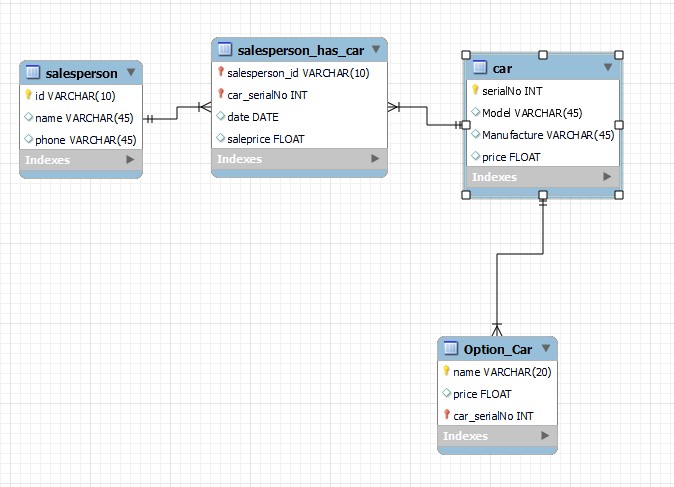 salesperson
id VARCHAR(10)
name VARCHAR(45)
phone VARCHAR(45)
Indexes
salesperson_has_car
salesperson_id VARCHAR(10)
car_serialNo INT
date DATE
saleprice FLOAT
Indexes
car
serialNo INT
Model VARCHAR(45)
Manufacture VARCHAR(45)
price FLOAT
Indexes
Option_Car
name VARCHAR(20)
price FLOAT
car_serialNo INT
Indexes